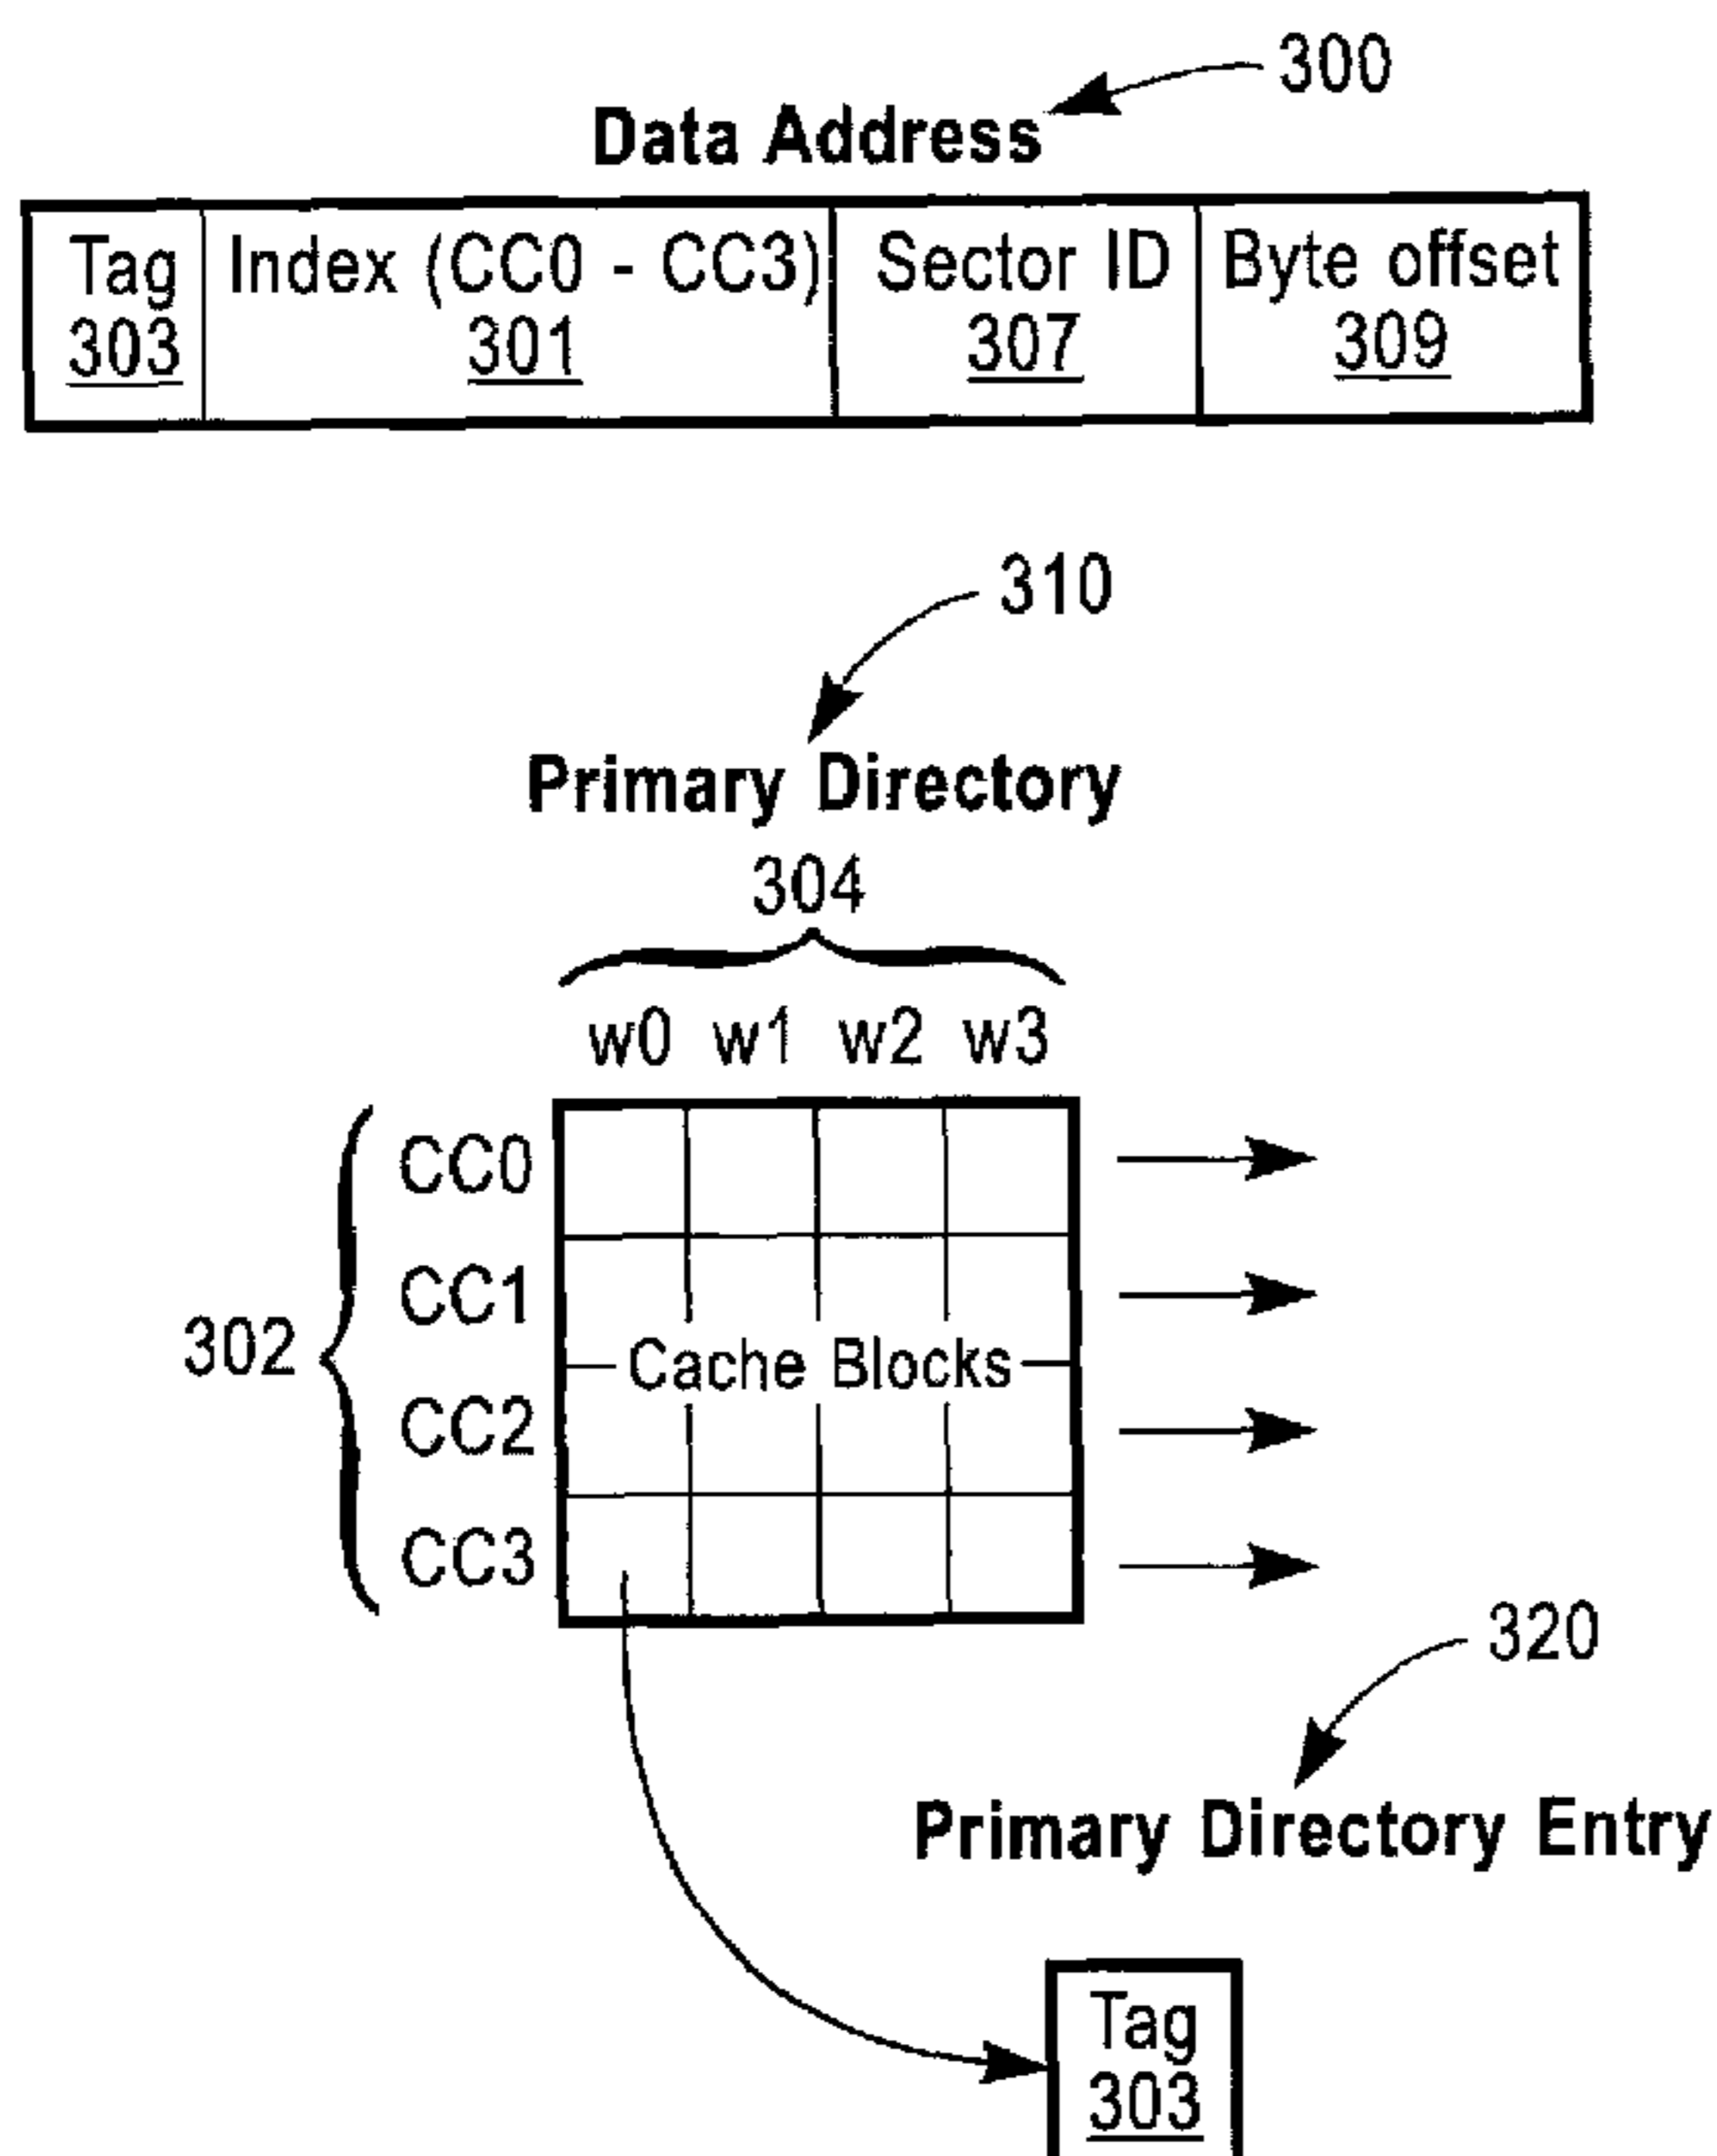 300
Data Address
Tag Index (CC0 - CC3) Sector ID Byte offset
303 301 307 309
310
Primary Directory
304
w0 w1 w2 w3
CC0
CC1
302
Cache Blocks
CC2
CC3
320
Primary Directory Entry
Tag
303